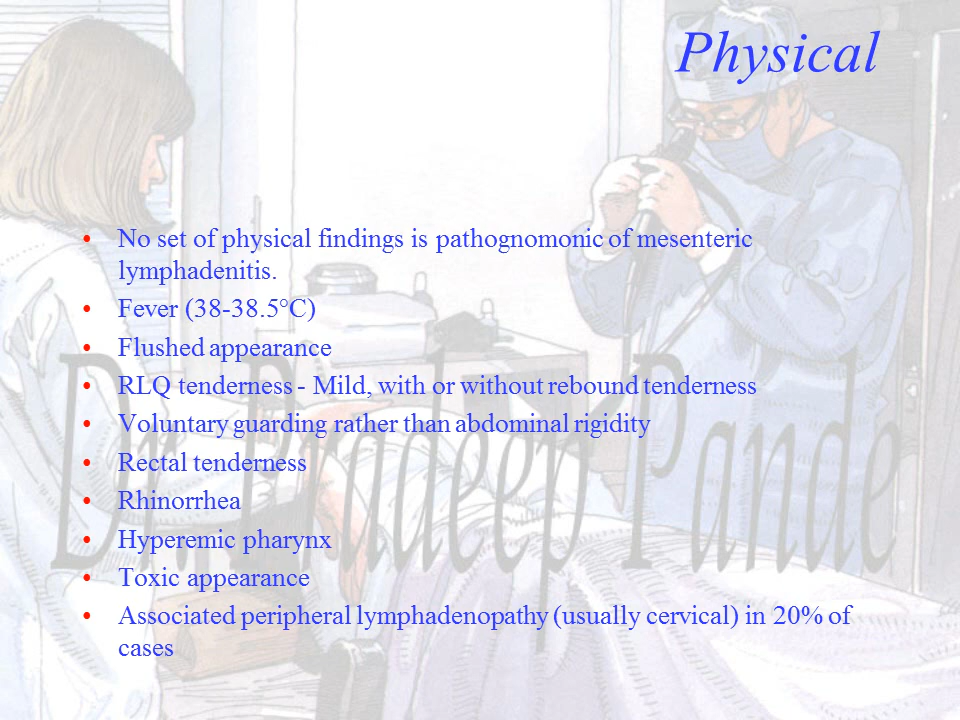 Physical
• No set of physical findings is pathognomonic of mesenteric
lymphadenitis.
• Fever (38-38.5°C)
• Flushed appearance
• RLQ tenderness - Mild, with or without rebound tenderness
• Voluntary guarding rather than abdominal rigidity
• Rectal tenderness
• Rhinorrhea
• Hyperemic pharynx
• Toxic appearance
• Associated peripheral lymphadenopathy (usually cervical) in 20% of
cases
Dr. Pradeep Pande